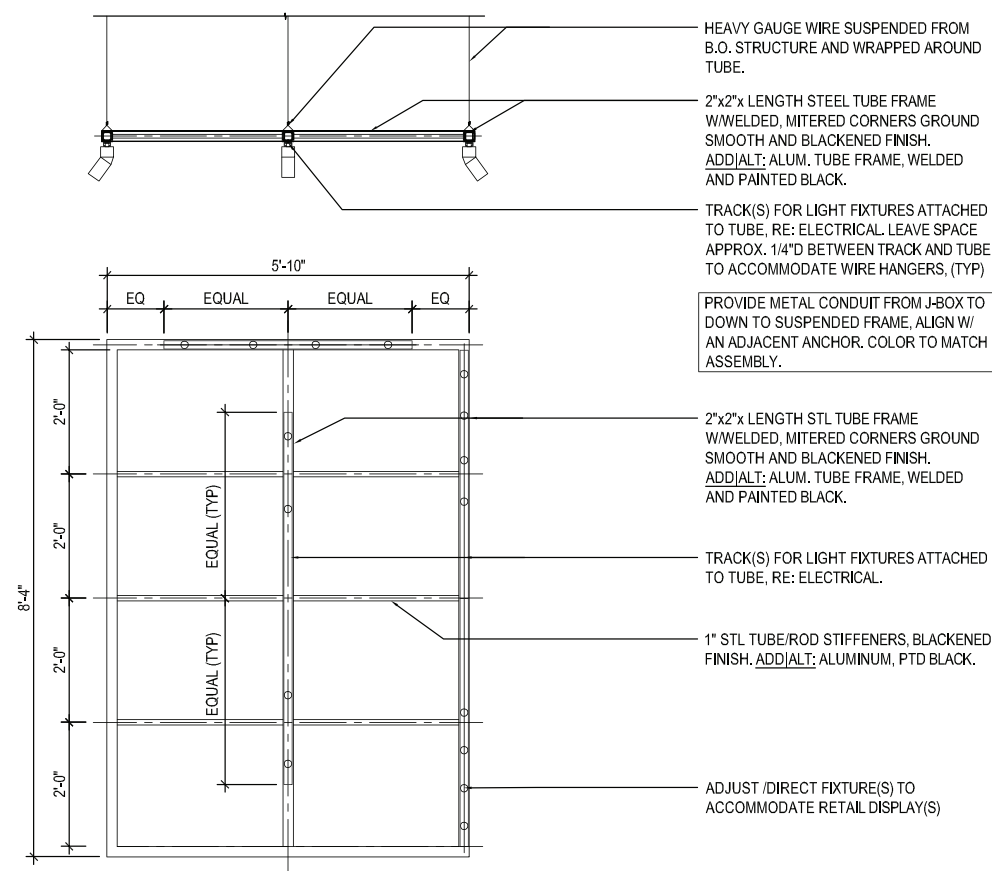 HEAVY GAUGE WIRE SUSPENDED FROM
B.O. STRUCTURE AND WRAPPED AROUND
TUBE.
2"x2"x LENGTH STEEL TUBE FRAME
W/WELDED, MITERED CORNERS GROUND
SMOOTH AND BLACKENED FINISH.
ADD|ALT: ALUM. TUBE FRAME, WELDED
AND PAINTED BLACK.
TRACK(S) FOR LIGHT FIXTURES ATTACHED
TO TUBE, RE: ELECTRICAL. LEAVE SPACE
APPROX. 1/4"D BETWEEN TRACK AND TUBE
TO ACCOMMODATE WIRE HANGERS, (TYP)
PROVIDE METAL CONDUIT FROM J-BOX TO
DOWN TO SUSPENDED FRAME, ALIGN W/
AN ADJACENT ANCHOR. COLOR TO MATCH
ASSEMBLY.
5'-10"
EQ EQUAL EQUAL EQ
2'-0"
2'-0"
2'-0"
2'-0"
8'-4"
EQUAL (TYP)
EQUAL (TYP)
2"x2"x LENGTH STL TUBE FRAME
W/WELDED, MITERED CORNERS GROUND
SMOOTH AND BLACKENED FINISH.
ADD|ALT: ALUM. TUBE FRAME, WELDED
AND PAINTED BLACK.
TRACK(S) FOR LIGHT FIXTURES ATTACHED
TO TUBE, RE: ELECTRICAL.
1" STL TUBE/ROD STIFFENERS, BLACKENED
FINISH. ADD|ALT: ALUMINUM, PTD BLACK.
ADJUST /DIRECT FIXTURE(S) TO
ACCOMMODATE RETAIL DISPLAY(S)